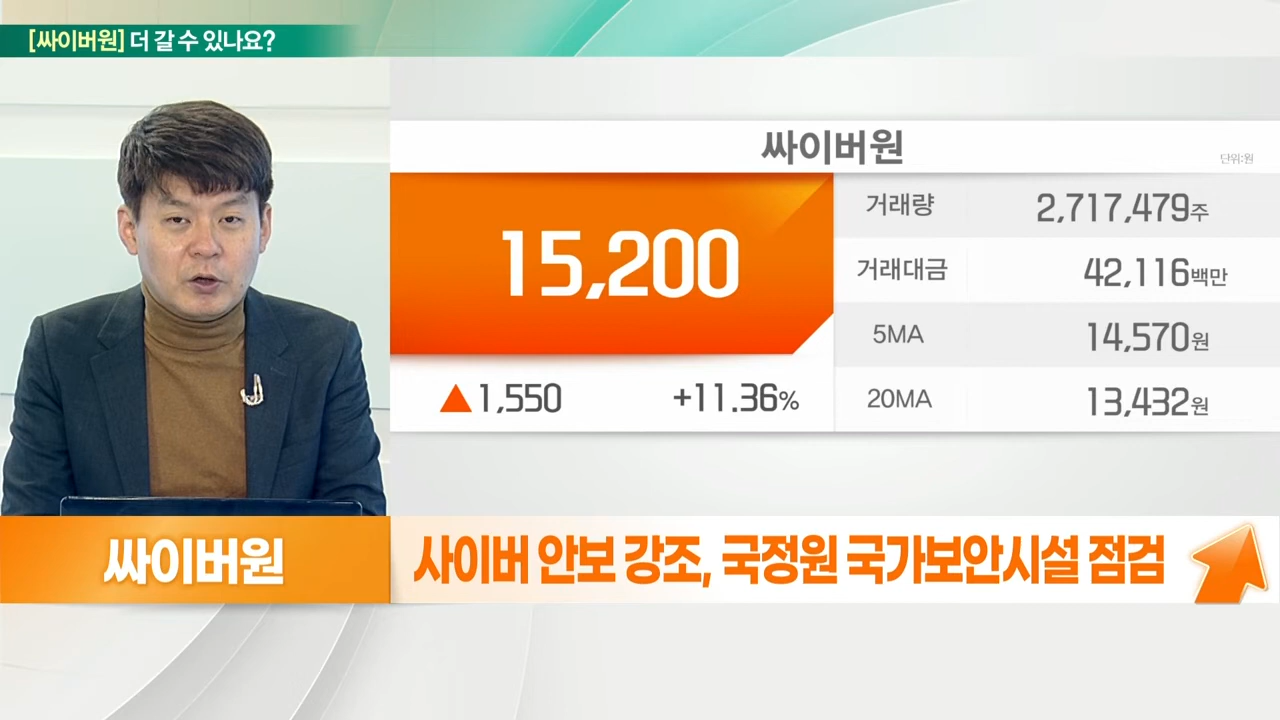 [싸이버원] 더 갈 수 있나요?
싸이버원
단위:원
15,200
▲1,550 +11.36%
거래량 2,717,479주
거래대금 42,116백만
5MA 14,570원
20MA 13,432원
싸이버원
사이버 안보 강조, 국정원 국가보안시설 점검